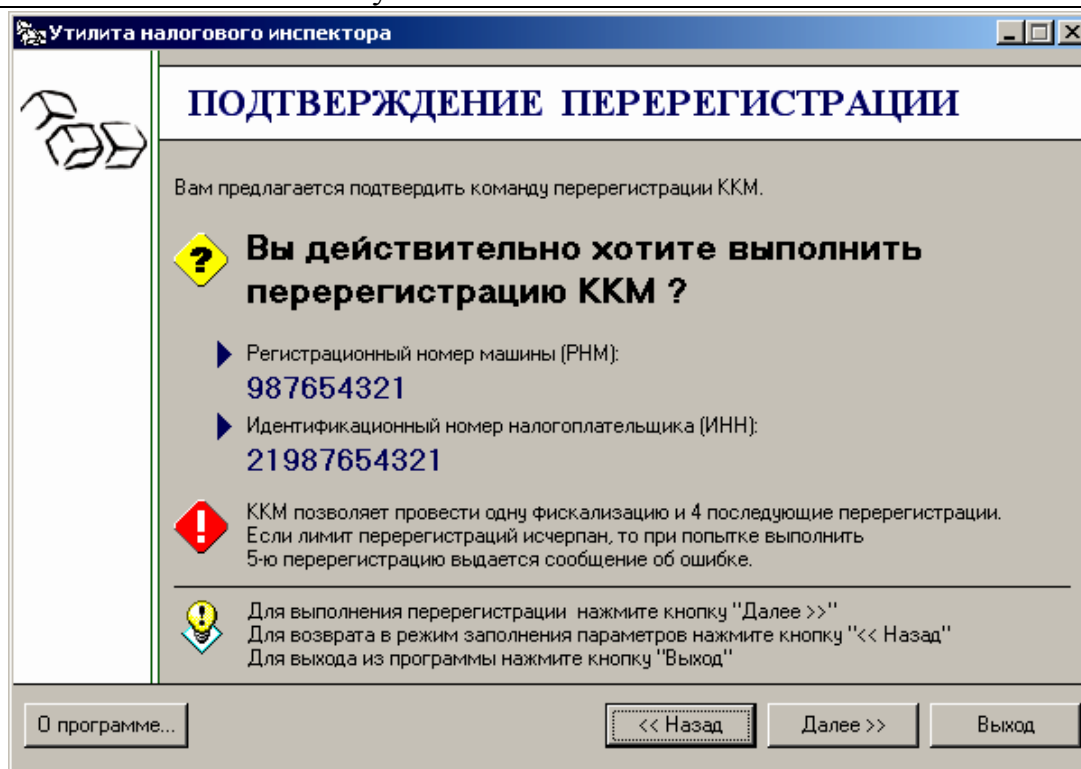 Утилита налогового инспектора
ПОДТВЕРЖДЕНИЕ ПЕРЕРЕГИСТРАЦИИ
Вам предлагается подтвердить команду перерегистрации ККМ.
Вы действительно хотите выполнить
перерегистрацию ККМ ?
Регистрационный номер машины (РНМ):
987654321
Идентификационный номер налогоплательщика (ИНН):
21987654321
ККМ позволяет провести одну фискализацию и 4 последующие перерегистрации.
Если лимит перерегистраций исчерпан, то при попытке выполнить
5-ю перерегистрацию выдается сообщение об ошибке.
Для выполнения перерегистрации нажмите кнопку "Далее >>"
Для возврата в режим заполнения параметров нажмите кнопку "<< Назад"
Для выхода из программы нажмите кнопку "Выход"
О программе... << Назад Далее >> Выход